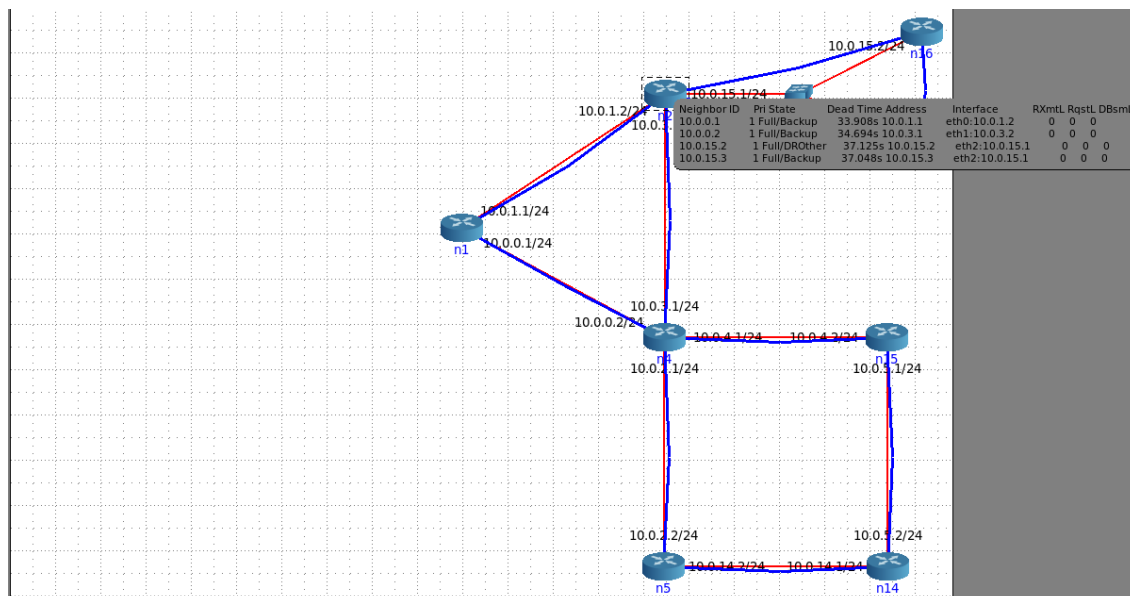 10.0.15.2/24
n16
10.0.15.1/24
10.0.1.2/24
n2
10.0.3.
Neighbor ID Pri State Dead Time Address Interface RXmtL RqstL DBsmL
10.0.0.1 1 Full/Backup 33.908s 10.0.1.1 eth0:10.0.1.2 0 0 0
10.0.0.2 1 Full/Backup 34.694s 10.0.3.1 eth1:10.0.3.2 0 0 0
10.0.15.2 1 Full/DROther 37.125s 10.0.15.2 eth2:10.0.15.1 0 0 0
10.0.15.3 1 Full/Backup 37.048s 10.0.15.3 eth2:10.0.15.1 0 0 0
10.0.1.1/24
n1
10.0.0.1/24
10.0.3.1/24
10.0.0.2/24
n4
10.0.4.1/24
10.0.4.2/24
n15
10.0.2.1/24
10.0.5.1/24
10.0.2.2/24
10.0.5.2/24
10.0.14.2/24
10.0.14.1/24
n5
n14